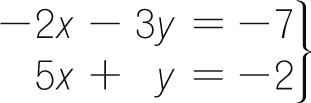 −2x − 3y = −7
5x + y = −2